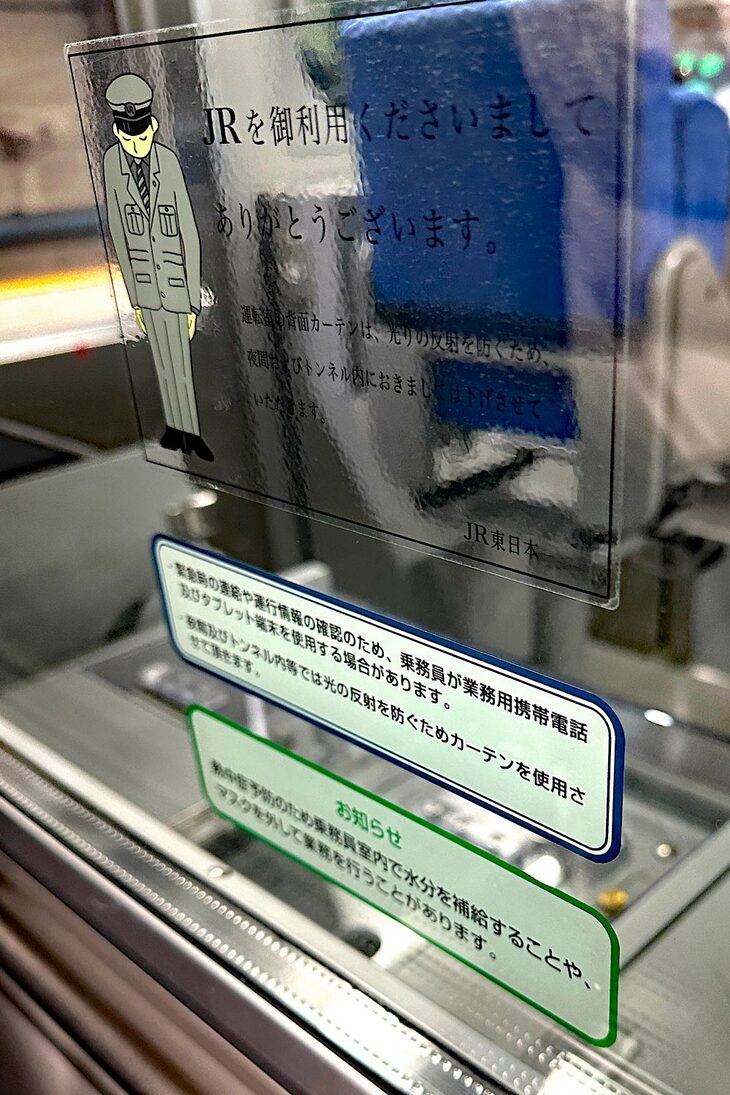 JRを御利用くださいまして
ありがとうございます。
運転室の背面カーテンは、光りの反射を防ぐため、
夜間およびトンネル内におきましては下げさせて
いただきます。
JR東日本
・緊急時の連絡や運行情報の確認のため、乗務員が業務用携帯電話
及びタブレット端末を使用する場合があります。
・夜間及びトンネル内等では光の反射を防ぐためカーテンを使用さ
せて頂きます。
お知らせ
熱中症予防のため乗務員室内で水分を補給することや、
マスクを外して業務を行うことがあります。